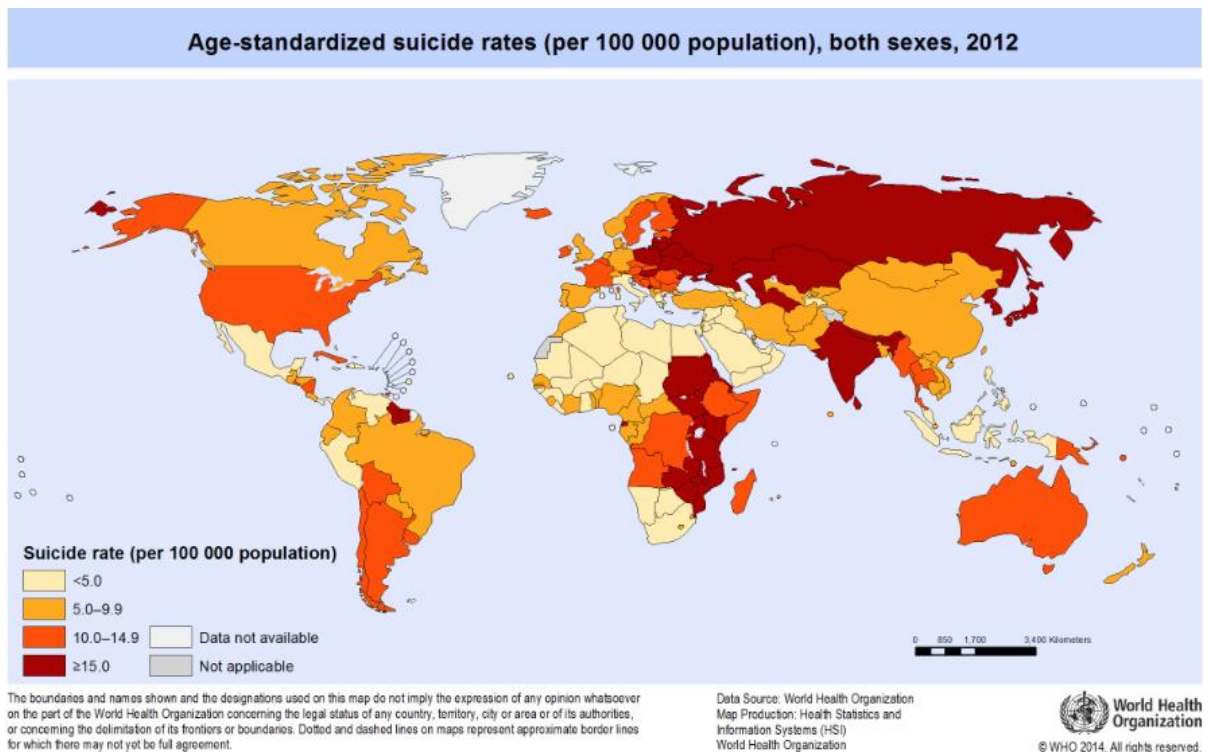 Age-standardized suicide rates (per 100 000 population), both sexes, 2012
Suicide rate (per 100 000 population)
<5.0
5.0–9.9
10.0–14.9
≥15.0
Data not available
Not applicable
0 850 1,700 3,400 Kilometers
The boundaries and names shown and the designations used on this map do not imply the expression of any opinion whatsoever
on the part of the World Health Organization concerning the legal status of any country, territory, city or area or of its authorities,
or concerning the delimitation of its frontiers or boundaries. Dotted and dashed lines on maps represent approximate border lines
for which there may not yet be full agreement.
Data Source: World Health Organization
Map Production: Health Statistics and
Information Systems (HSI)
World Health Organization
World Health
Organization
© WHO 2014. All rights reserved.